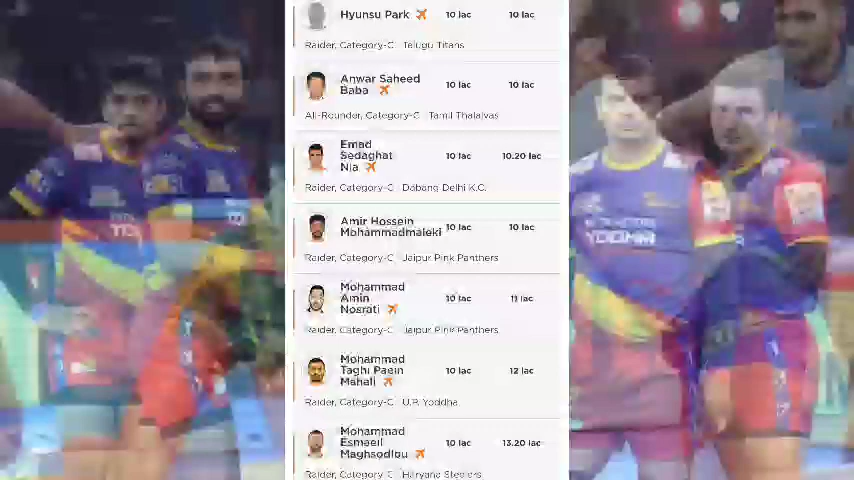 Hyunsu Park 10 lac 10 lac
Raider, Category-C Telugu Titans
Anwar Saheed
Baba 10 lac 10 lac
All-Rounder, Category-C Tamil Thalaivas
Emad
Sedaghat 10 lac 10.20 lac
Nia
Raider, Category-C Dabang Delhi K.C.
Amir Hossein
Mohammadmaleki 10 lac 10 lac
Raider, Category-C Jaipur Pink Panthers
Mohammad
Amin 10 lac 11 lac
Nosrati
Raider, Category-C Jaipur Pink Panthers
Mohammad
Taghi Paein 10 lac 12 lac
Mahali
Raider, Category-C U.P. Yoddha
Mohammad
Esmaeil 10 lac 13.20 lac
Maghsodlou
Raider, Category-C Haryana Steelers